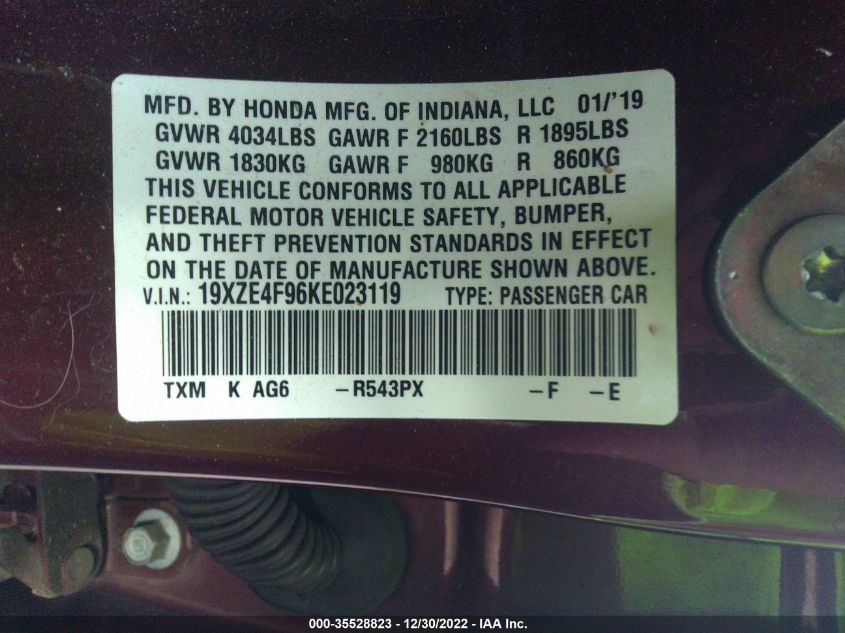 MFD. BY HONDA MFG. OF INDIANA, LLC 01/'19
GVWR 4034LBS GAWR F 2160LBS R 1895LBS
GVWR 1830KG GAWR F 980KG R 860KG
THIS VEHICLE CONFORMS TO ALL APPLICABLE
FEDERAL MOTOR VEHICLE SAFETY, BUMPER,
AND THEFT PREVENTION STANDARDS IN EFFECT
ON THE DATE OF MANUFACTURE SHOWN ABOVE.
V.I.N.: 19XZE4F96KE023119 TYPE: PASSENGER CAR
TXM K AG6 -R543PX -F -E
000-35528823 - 12/30/2022 - IAA Inc.